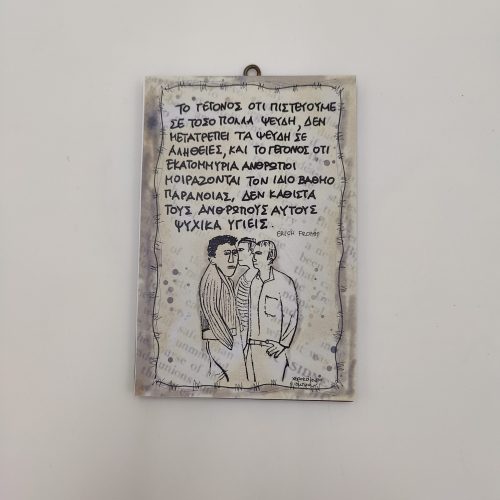 ΤΟ ΓΕΓΟΝΟΣ ΟΤΙ ΠΙΣΤΕΥΟΥΜΕ
ΣΕ ΤΟΣΟ ΠΟΛΛΑ ΨΕΥΔΗ, ΔΕΝ
ΜΕΤΑΤΡΕΠΕΙ ΤΑ ΨΕΥΔΗ ΣΕ
ΑΛΗΘΕΙΕΣ, ΚΑΙ ΤΟ ΓΕΓΟΝΟΣ ΟΤΙ
ΕΚΑΤΟΜΜΥΡΙΑ ΑΝΘΡΩΠΟΙ
ΜΟΙΡΑΖΟΝΤΑΙ ΤΟΝ ΙΔΙΟ ΒΑΘΜΟ
ΠΑΡΑΝΟΙΑΣ, ΔΕΝ ΚΑΘΙΣΤΑ
ΤΟΥΣ ΑΝΘΡΩΠΟΥΣ ΑΥΤΟΥΣ
ΨΥΧΙΚΑ ΥΓΙΕΙΣ.
ERICH FROMM